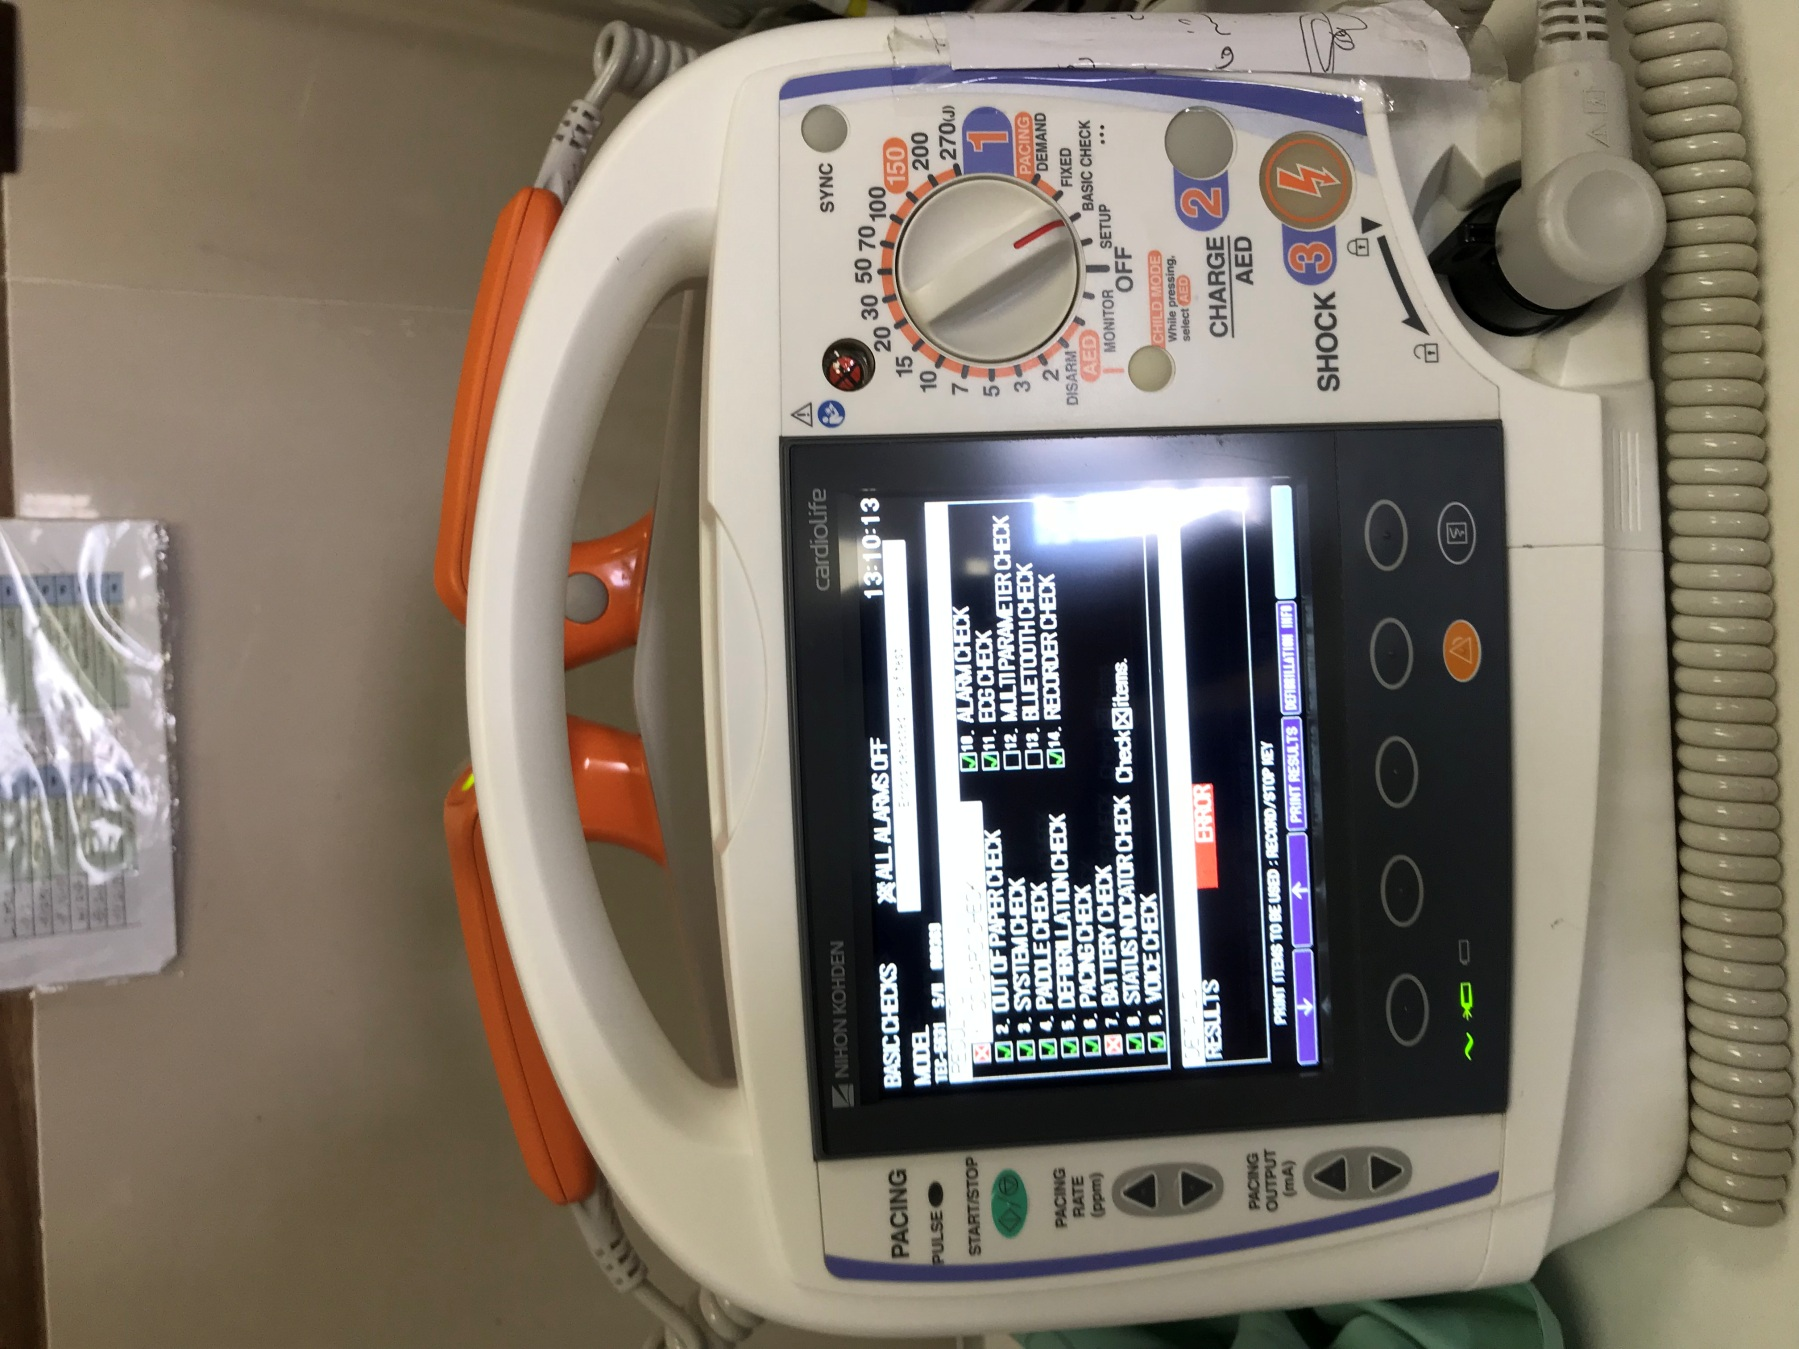 NIHON KOHDEN
cardiolife
BASIC CHECKS
ALL ALARMS OFF
13:10:13
MODEL
TEC-5631 S/N
2. OUT OF PAPER CHECK
3. SYSTEM CHECK
4. PADDLE CHECK
5. DEFIBRILLATION CHECK
6. PACING CHECK
7. BATTERY CHECK
8. STATUS INDICATOR CHECK
9. VOICE CHECK
10. ALARM CHECK
11. ECG CHECK
12. MULTI PARAMETER CHECK
13. BLUETOOTH CHECK
14. RECORDER CHECK
Check ☒ items.
DETAILS
RESULTS
ERROR
PRINT ITEMS TO BE USED : RECORD/STOP KEY
↓
↑
PRINT RESULTS
DEFIBRILLATION INFO
PACING
PULSE
START/STOP
PACING
RATE
(ppm)
PACING
OUTPUT
(mA)
SYNC
DISARM
2
3
5
7
10
15
20
30
50
70
100
150
200
270(J)
1
PACING
DEMAND
FIXED
BASIC CHECK
SETUP
OFF
MONITOR
AED
CHILD MODE
While pressing,
select AED
CHARGE 2
AED
SHOCK 3